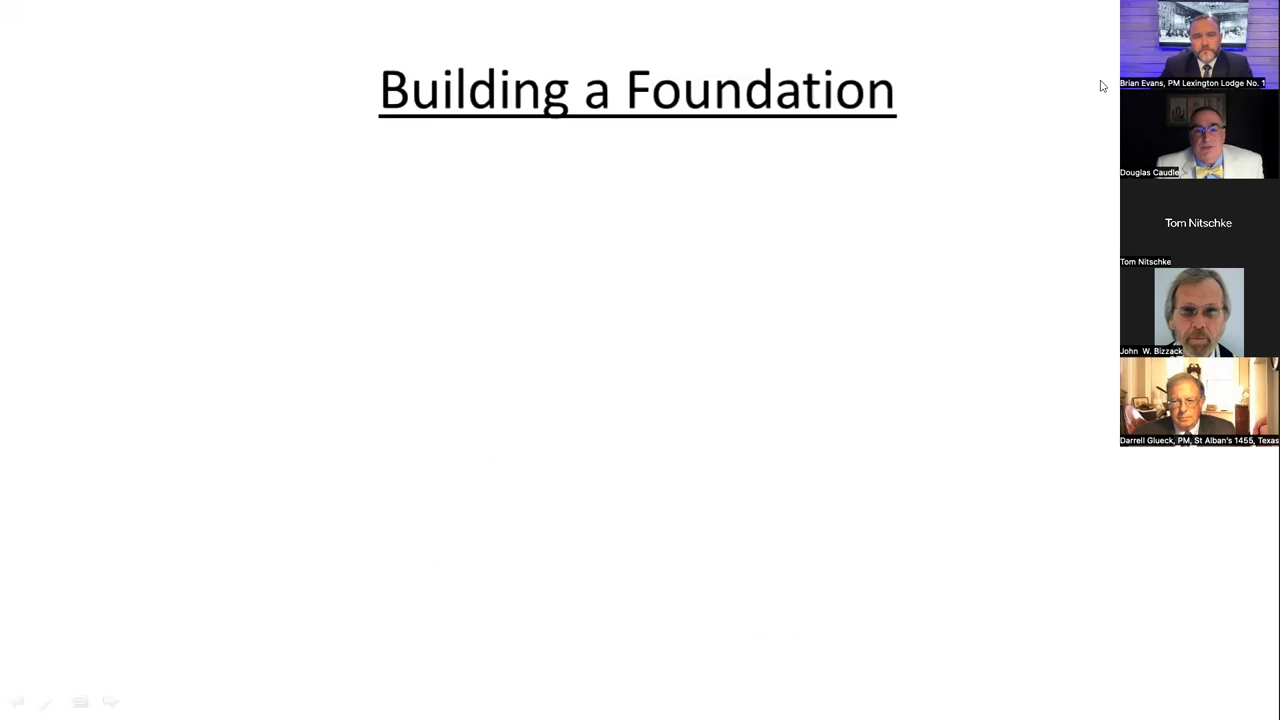 Building a Foundation
Brian Evans, PM Lexington Lodge No. 1
Douglas Caudle
Tom Nitschke
Tom Nitschke
John W. Bizzack
Darrell Glueck, PM, St Alban's 1455, Texas